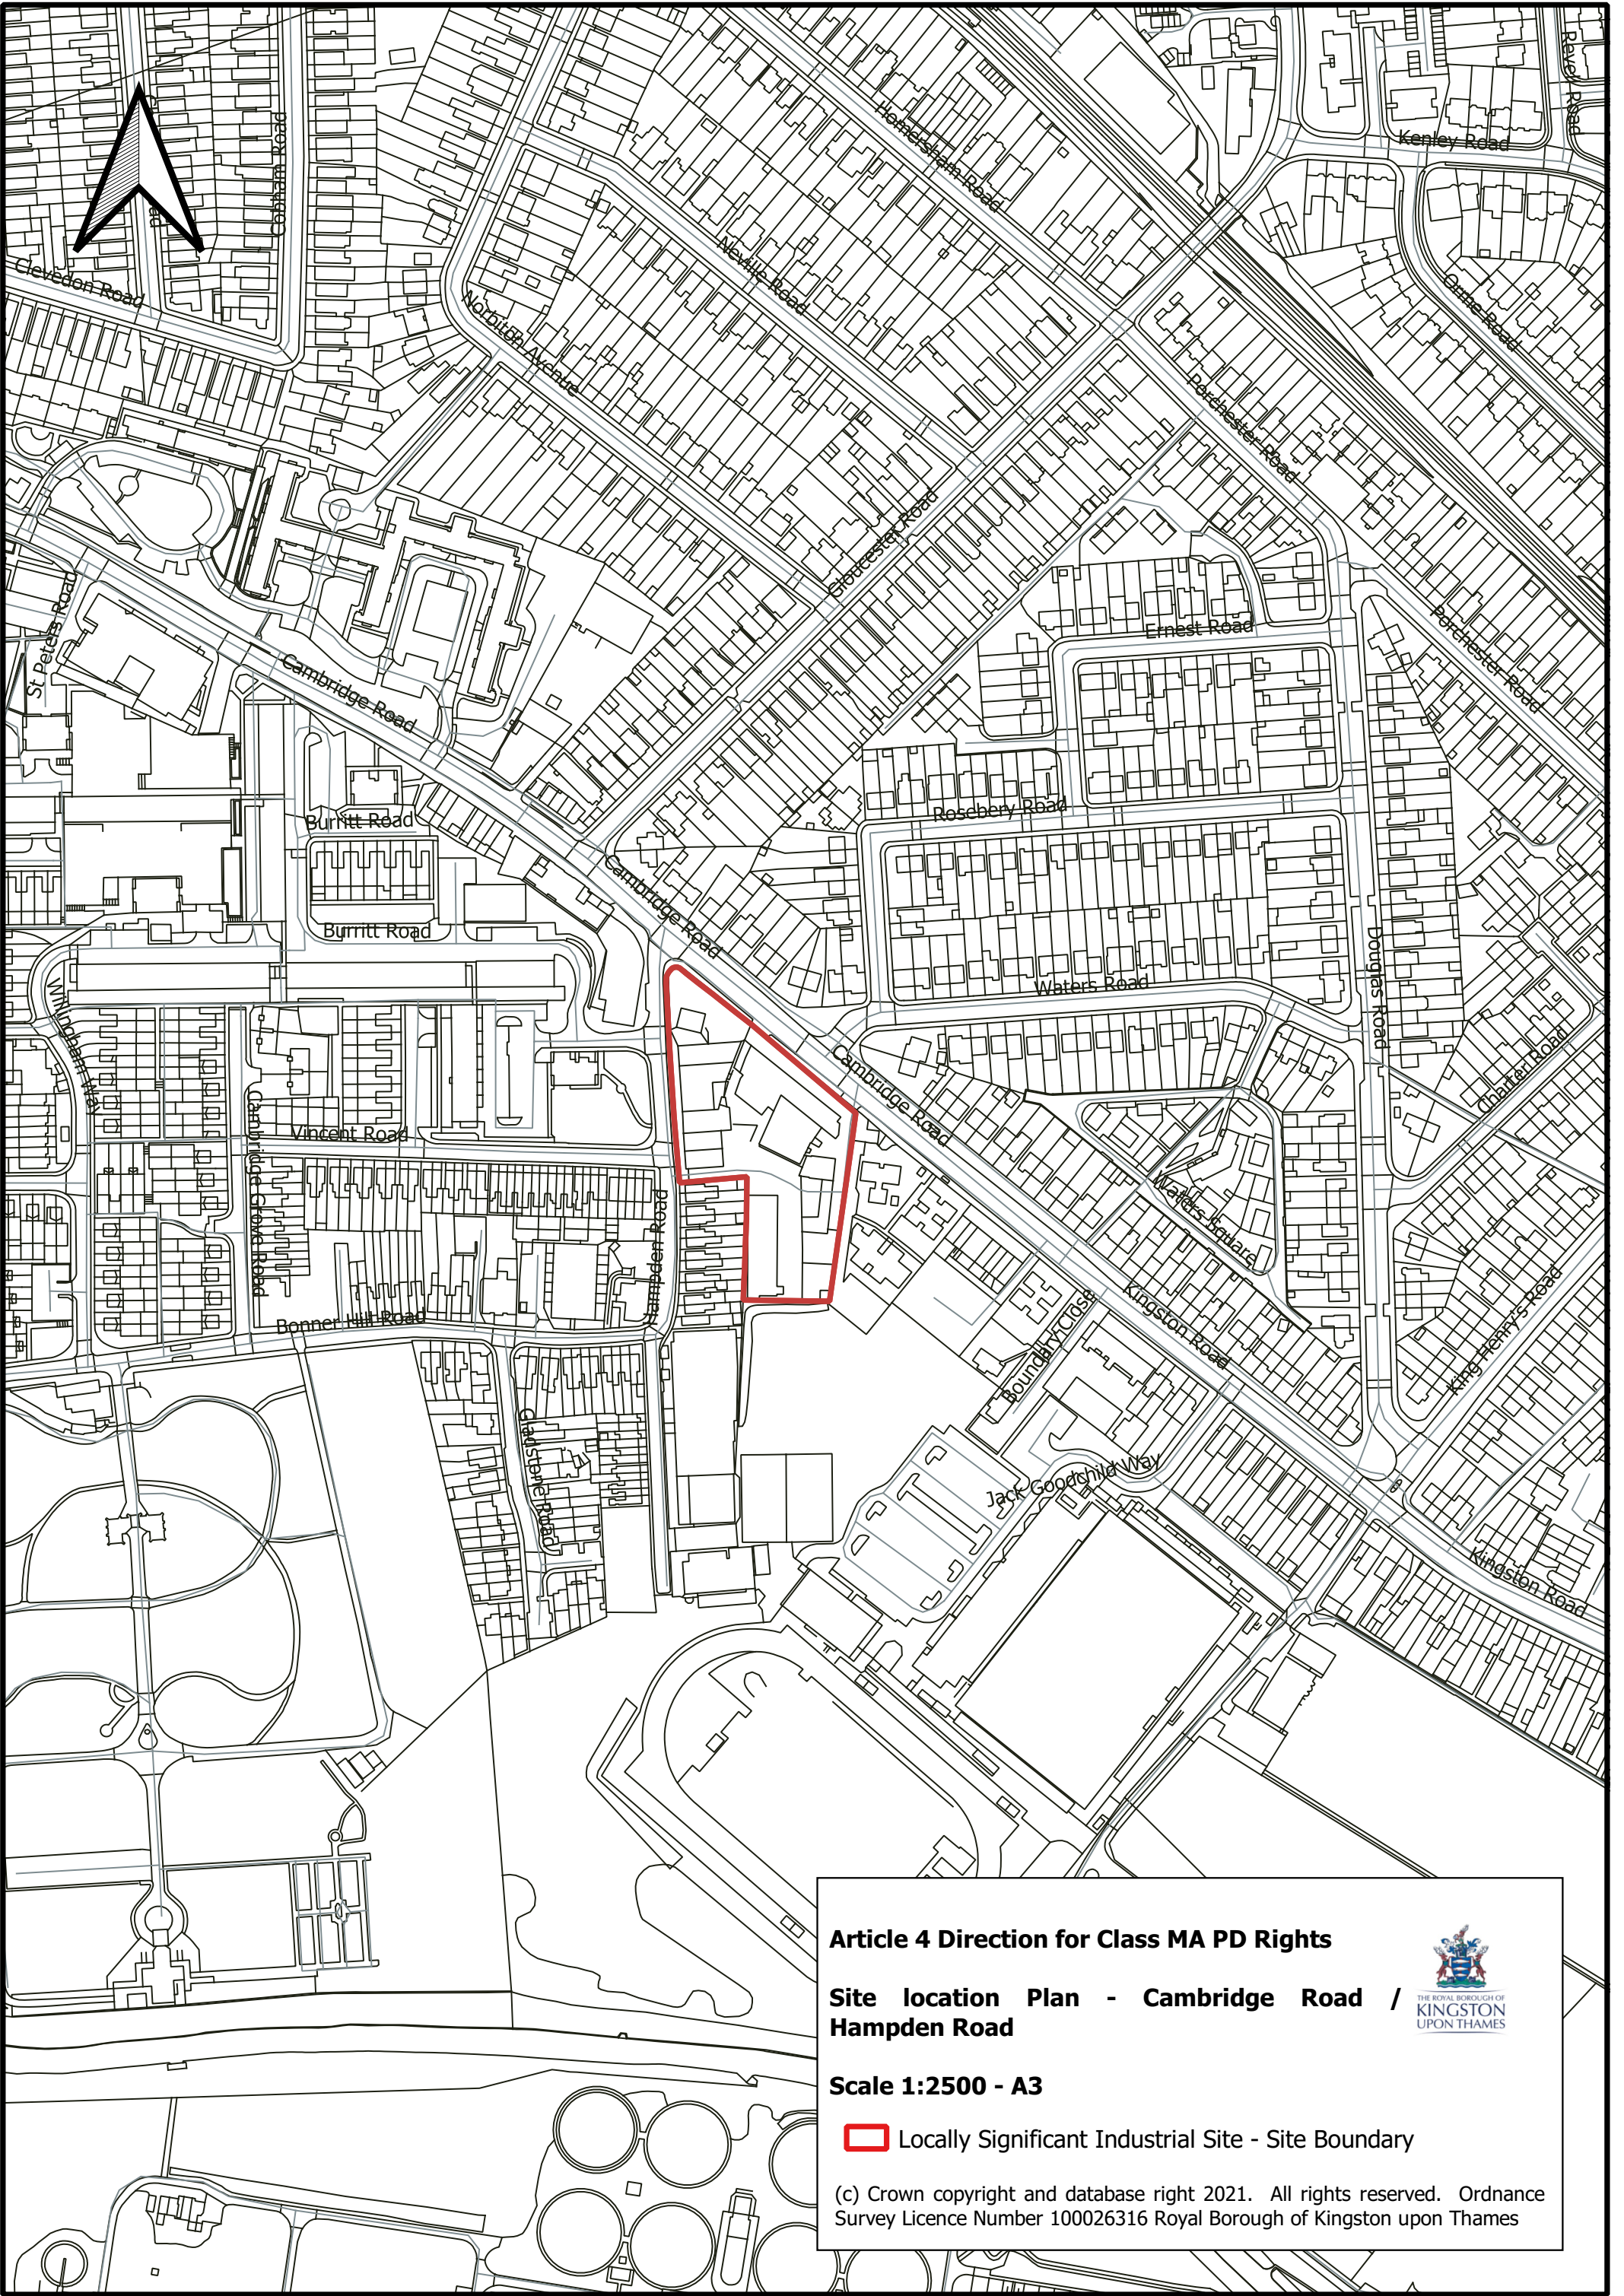 Revell Road
Homersham Road
Kenley Road
Cobham Road
Road
Clevedon Road
Neville Road
Orme Road
Norbiton Avenue
Porchester Road
Gloucester Road
St Peters Road
Ernest Road
Porchester Road
Cambridge Road
Rosebery Road
Burritt Road
Cambridge Road
Burritt Road
Douglas Road
Waters Road
Willingham Way
Cambridge Road
Charter Road
Vincent Road
Cambridge Grove Road
Waters Square
Hampden Road
Bonner Hill Road
Kingston Road
King Henry's Road
Boundary Close
Gladstone Road
Jack Goodchild Way
Kingston Road
Article 4 Direction for Class MA PD Rights
Site location Plan - Cambridge Road /
Hampden Road
THE ROYAL BOROUGH OF
KINGSTON
UPON THAMES
Scale 1:2500 - A3
Locally Significant Industrial Site - Site Boundary
(c) Crown copyright and database right 2021. All rights reserved. Ordnance
Survey Licence Number 100026316 Royal Borough of Kingston upon Thames